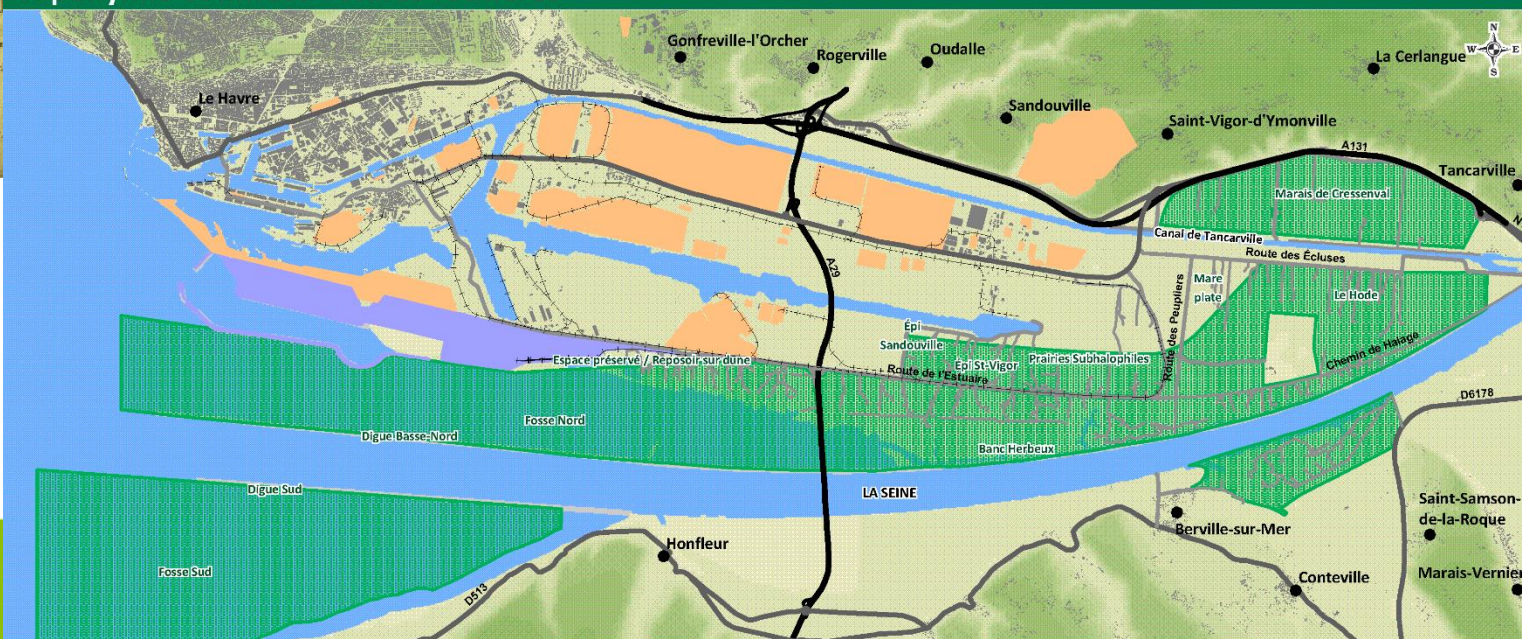 N
W E
S
Gonfreville-l'Orcher
Rogerville
Oudalle
La Cerlangue
Le Havre
Sandouville
Saint-Vigor-d'Ymonville
A131
Tancarville
Marais de Cressenval
Canal de Tancarville
Route des Écluses
A29
Mare
plate
Le Hode
Route des Peupliers
Épi
Sandouville
Épi St-Vigor
Prairies Subhalophiles
Chemin de Halage
Espace préservé / Reposoir sur dune
Route de l'Estuaire
D6178
Fosse Nord
Digue Basse-Nord
Banc Herbeux
Digue Sud
LA SEINE
Saint-Samson-
de-la-Roque
Berville-sur-Mer
Honfleur
Fosse Sud
Conteville
Marais-Vernier
D513